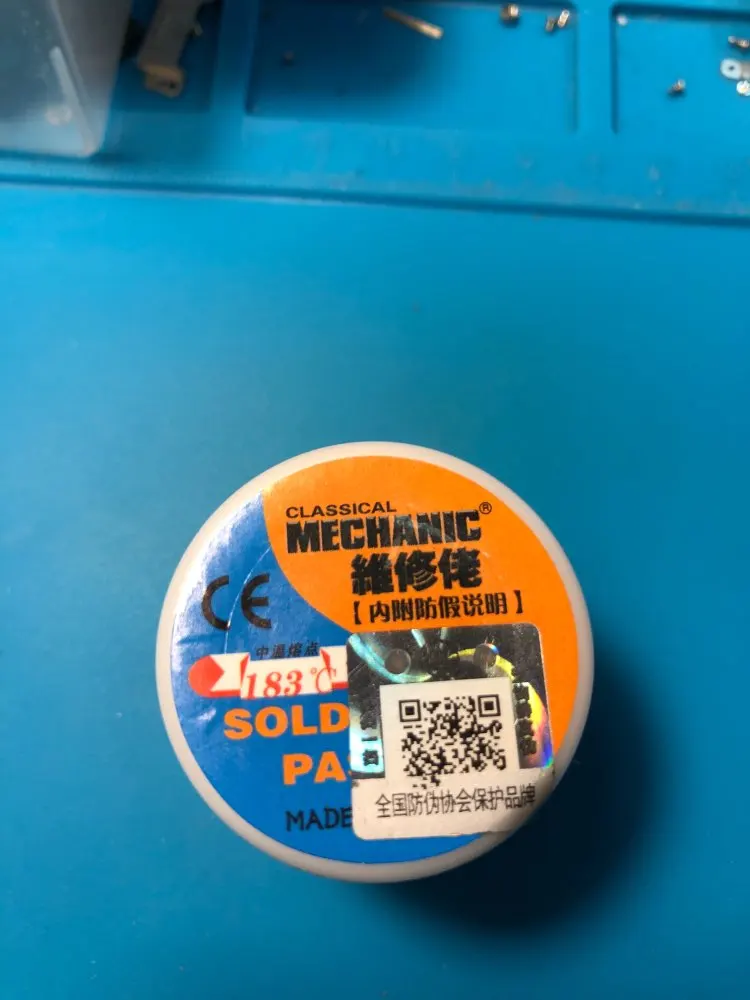 CLASSICAL
MECHANIC®
維修佬
【内附防假说明】
CE
中温熔点
183℃
SOLD
PA
MADE
全国防伪协会保护品牌